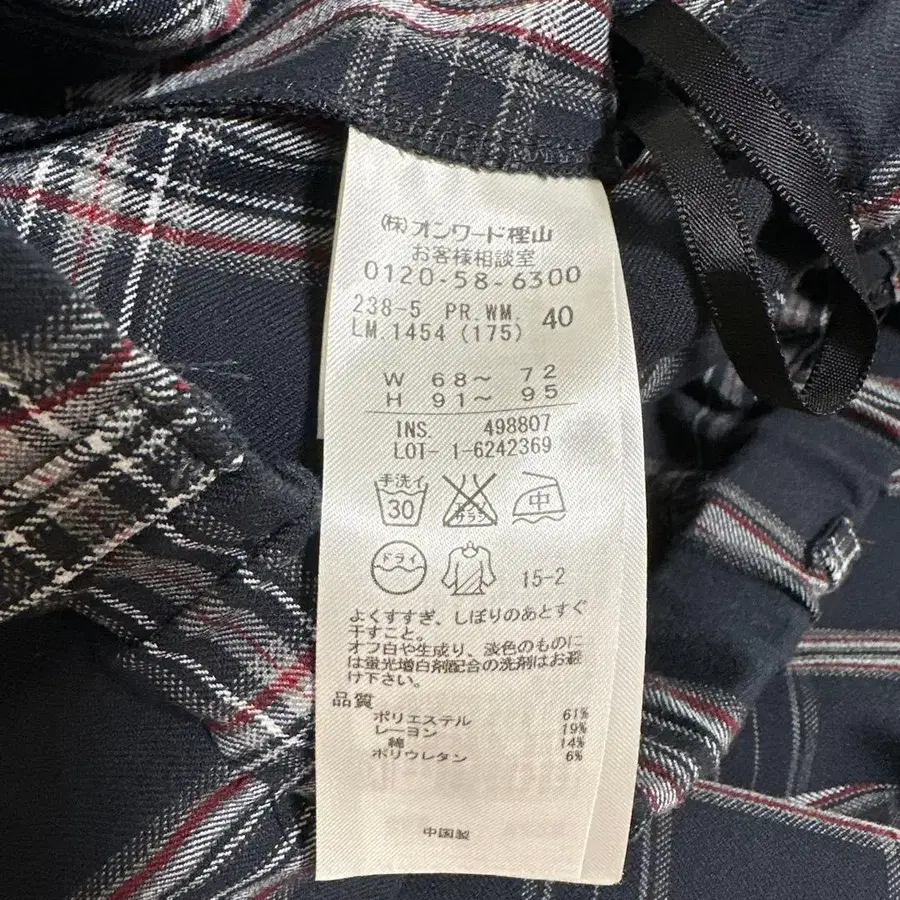 (株)オンワード樫山
お客様相談室
0120-58-6300
238-5 PR.WM. 40
LM.1454 (175)
W 68～ 72
H 91～ 95
INS. 498807
LOT- 1-6242369
手洗イ 30 エンソサラシ 中
ドライ 15-2
よくすすぎ、しぼりのあとすぐ
干すこと。
オフ白や生成り、淡色のものに
は蛍光増白剤配合の洗剤はお避
け下さい。
品質
ポリエステル 61%
レーヨン 19%
綿 14%
ポリウレタン 6%
中国製